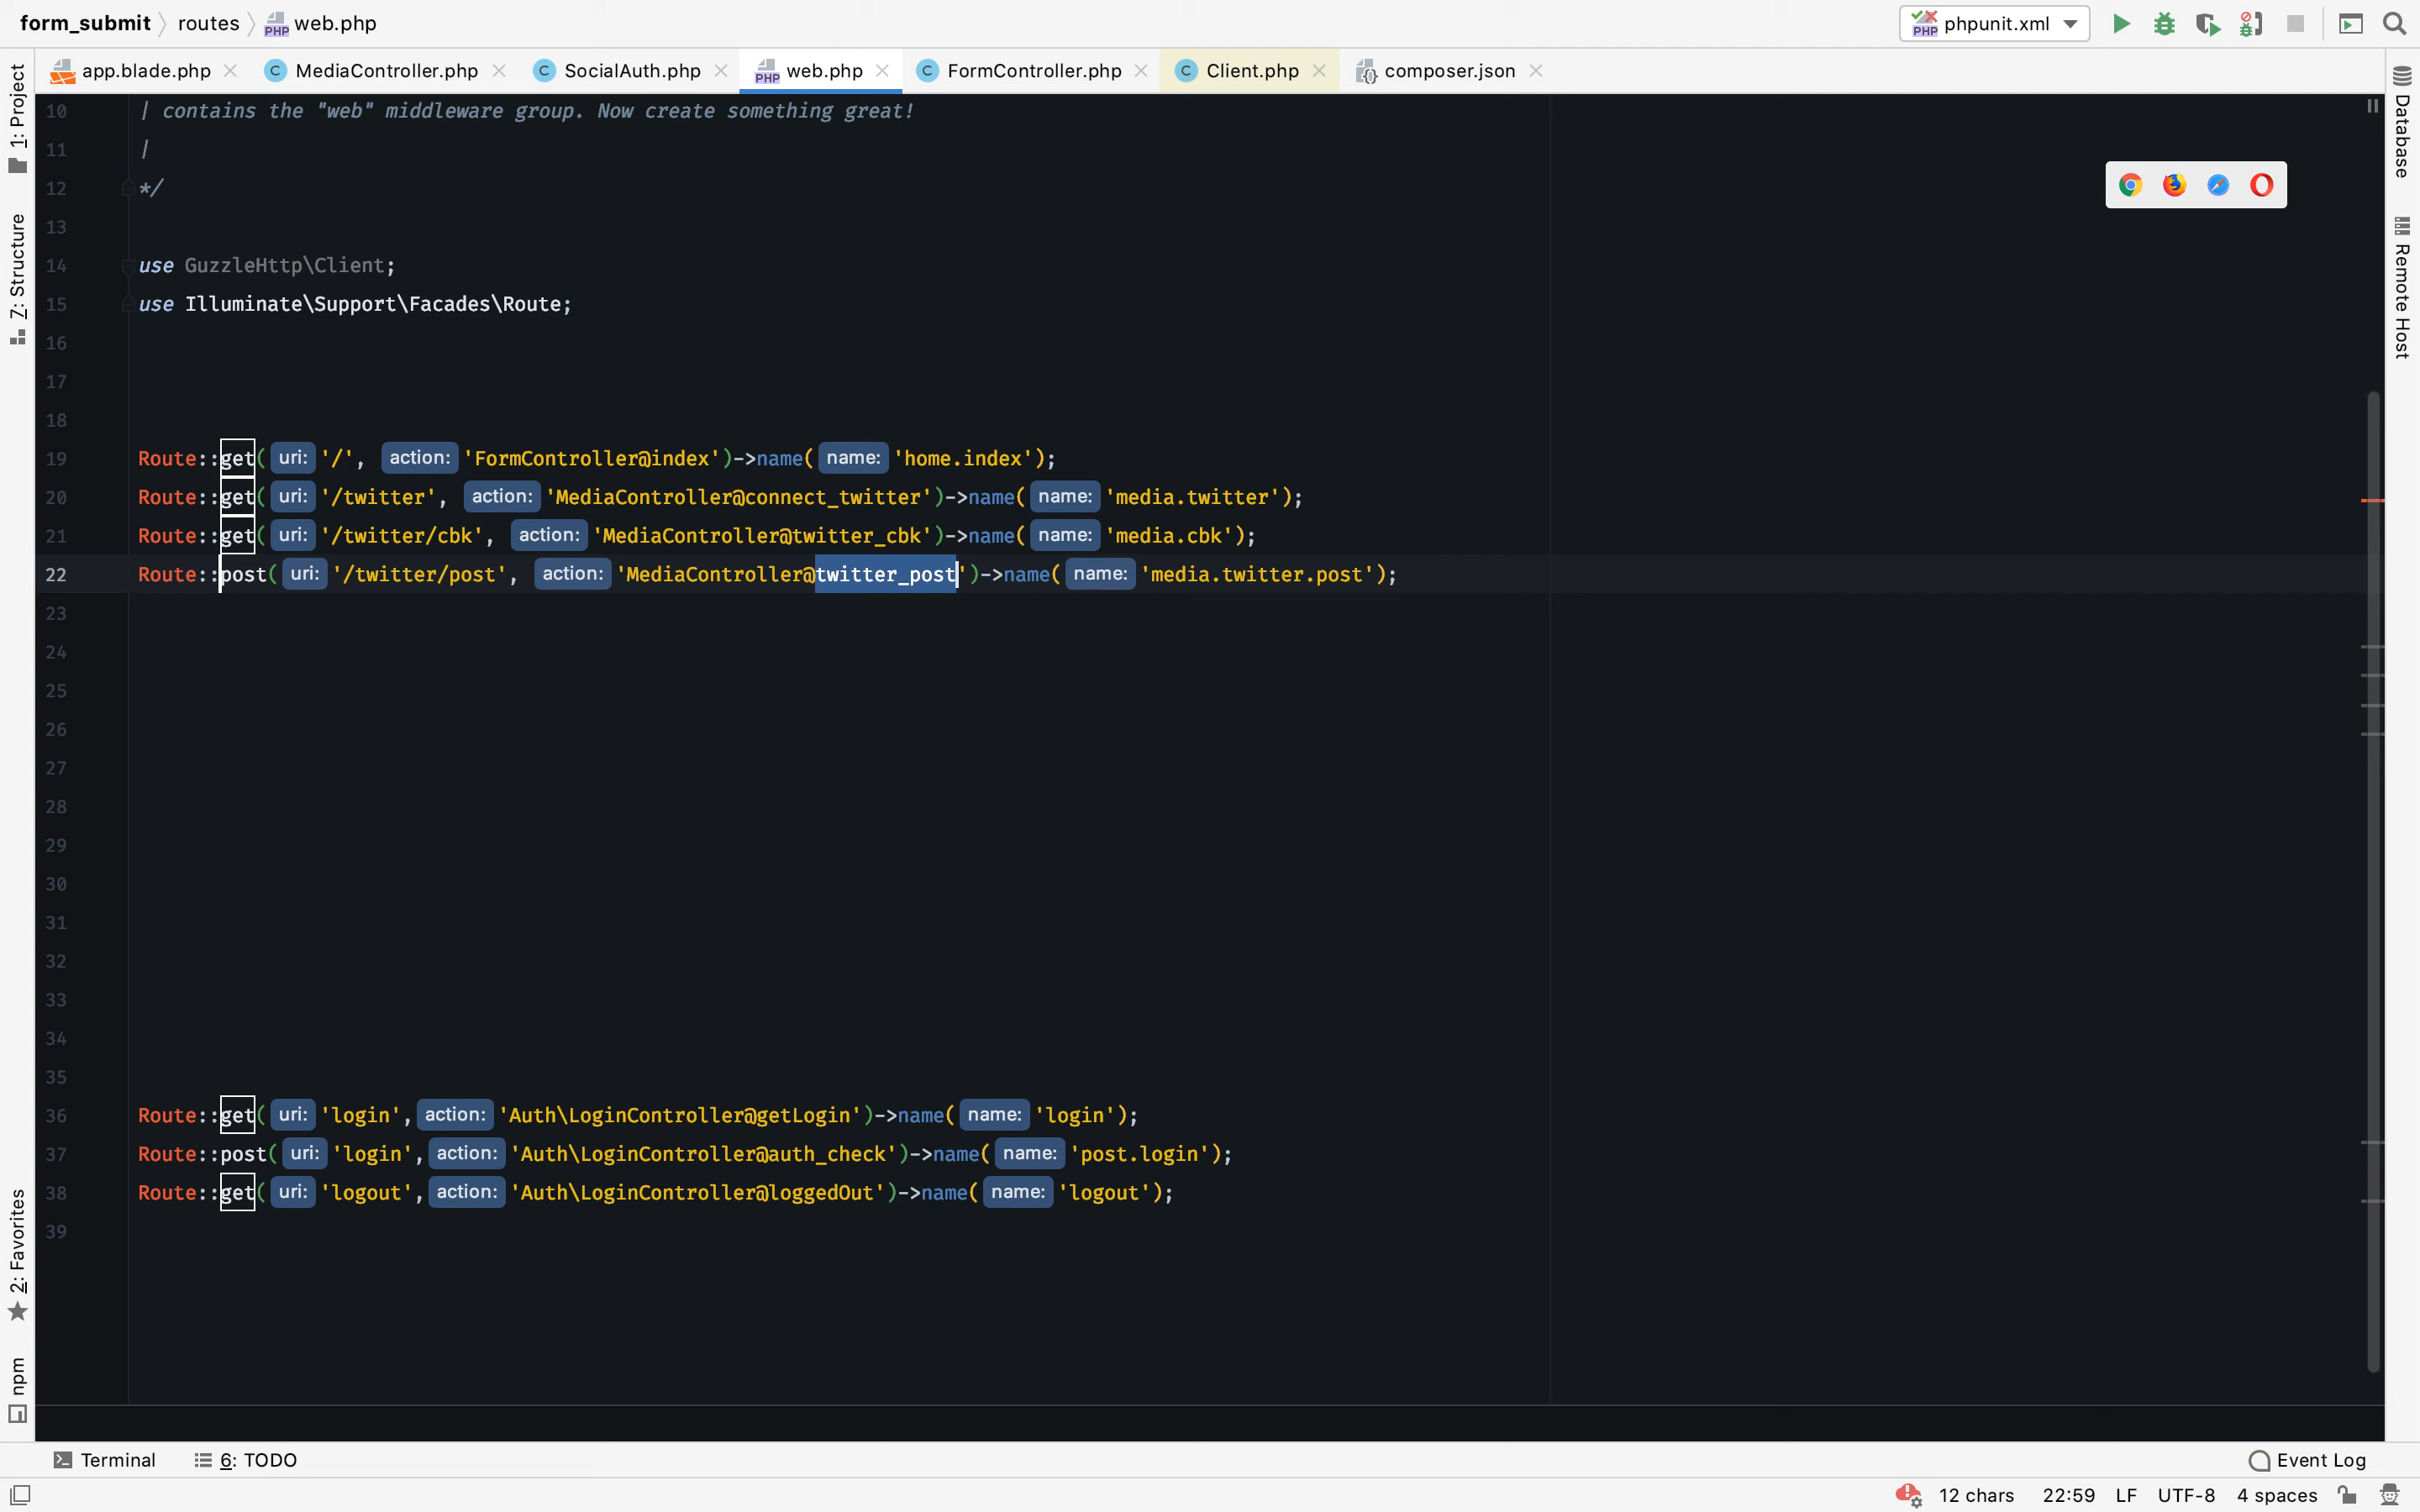 form_submit routes web.php phpunit.xml
app.blade.php MediaController.php SocialAuth.php web.php FormController.php Client.php composer.json
1: Project
7: Structure
2: Favorites
npm
Database
Remote Host
10 | contains the "web" middleware group. Now create something great!
11 |
12 */
13
14 use GuzzleHttp\Client;
15 use Illuminate\Support\Facades\Route;
16
17
18
19 Route::get( uri: '/', action: 'FormController@index')->name( name: 'home.index');
20 Route::get( uri: '/twitter', action: 'MediaController@connect_twitter')->name( name: 'media.twitter');
21 Route::get( uri: '/twitter/cbk', action: 'MediaController@twitter_cbk')->name( name: 'media.cbk');
22 Route::post( uri: '/twitter/post', action: 'MediaController@twitter_post')->name( name: 'media.twitter.post');
23
24
25
26
27
28
29
30
31
32
33
34
35
36 Route::get( uri: 'login', action: 'Auth\LoginController@getLogin')->name( name: 'login');
37 Route::post( uri: 'login', action: 'Auth\LoginController@auth_check')->name( name: 'post.login');
38 Route::get( uri: 'logout', action: 'Auth\LoginController@loggedOut')->name( name: 'logout');
39
Terminal 6: TODO Event Log
12 chars 22:59 LF UTF-8 4 spaces